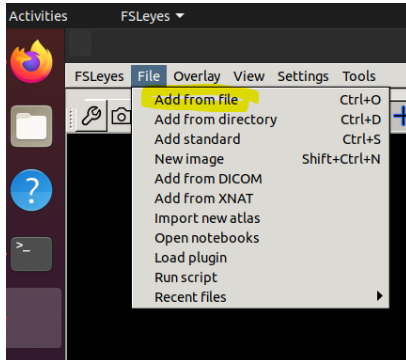 Activities FSLeyes
FSLeyes File Overlay View Settings Tools
Add from file Ctrl+O
Add from directory Ctrl+D
Add standard Ctrl+S
New image Shift+Ctrl+N
Add from DICOM
Add from XNAT
Import new atlas
Open notebooks
Load plugin
Run script
Recent files
?
>_